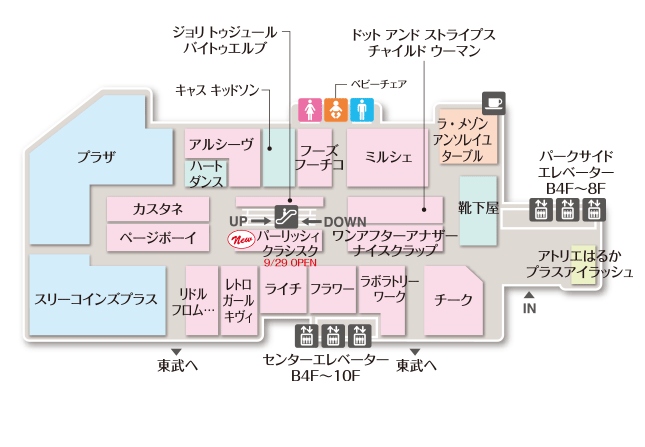 ジョリ トゥジュール
バイトゥエルブ
ドット アンド ストライプス
チャイルド ウーマン
キャス キッドソン
ベビーチェア
プラザ
アルシーヴ
ハート
ダンス
フーズ
フーチコ
ミルシェ
ラ・メゾン
アンソレイユ
ターブル
パークサイド
エレベーター
B4F〜8F
カスタネ
ページボーイ
UP
DOWN
New
パーリッシィ
クラシスク
9/29 OPEN
ワンアフターアナザー
ナイスクラップ
靴下屋
アトリエはるか
プラスアイラッシュ
スリーコインズプラス
リドル
フロム…
レトロ
ガール
キヴィ
ライチ
フラワー
ラボラトリー
ワーク
チーク
IN
東武へ
センターエレベーター
B4F〜10F
東武へ